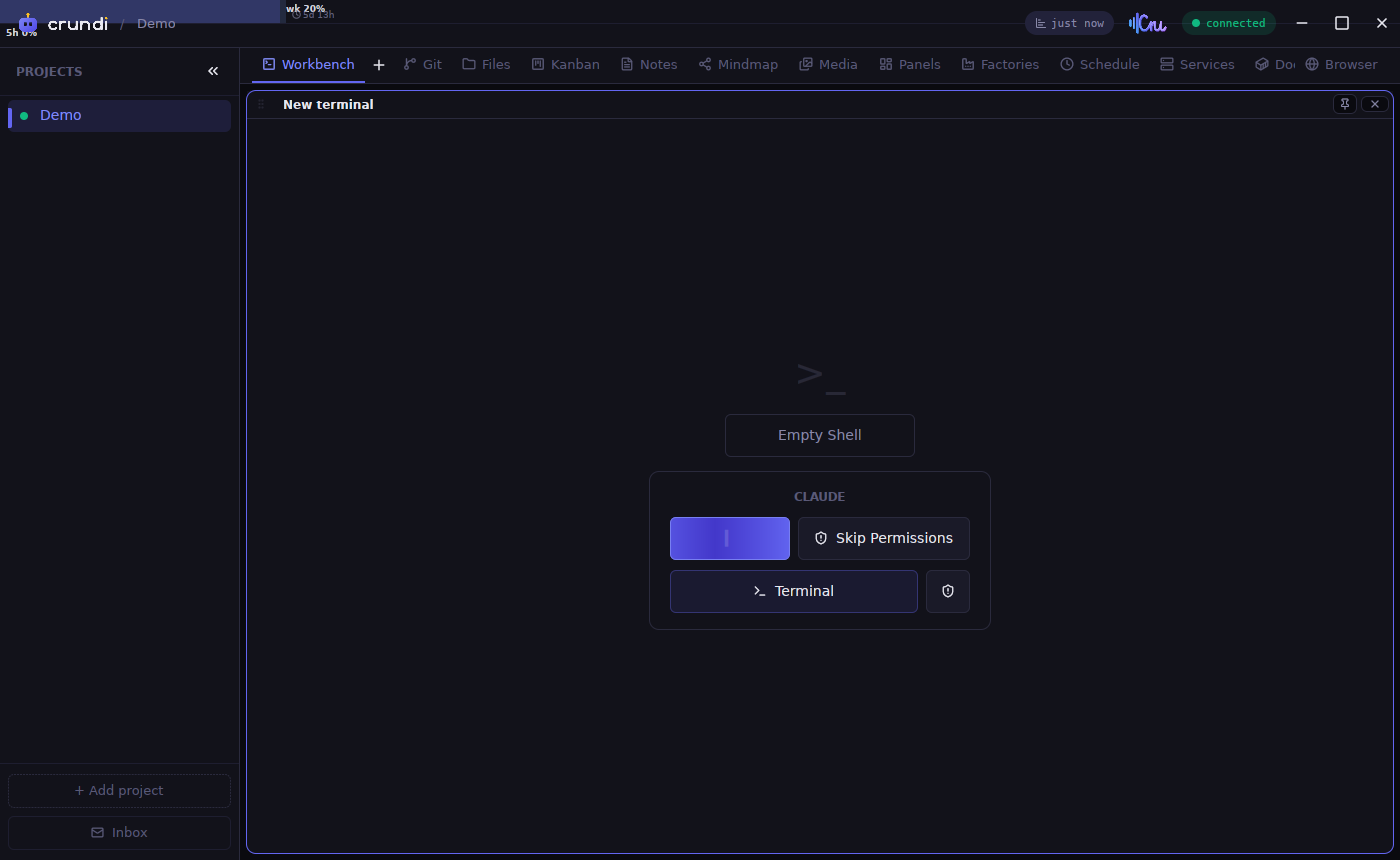 wk 20%
5d 13h
5h 0%
crundi / Demo
just now
Cru
connected
PROJECTS
Workbench
Git
Files
Kanban
Notes
Mindmap
Media
Panels
Factories
Schedule
Services
Doc
Browser
Demo
New terminal
>_
Empty Shell
CLAUDE
Skip Permissions
Terminal
+ Add project
Inbox